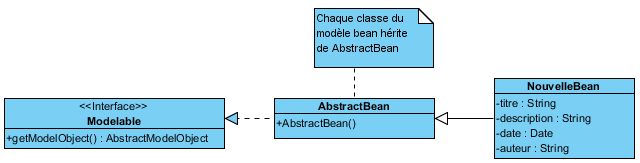 Chaque classe du
modèle bean hérite
de AbstractBean
<<Interface>>
Modelable
+getModelObject() : AbstractModelObject
AbstractBean
+AbstractBean()
NouvelleBean
-titre : String
-description : String
-date : Date
-auteur : String